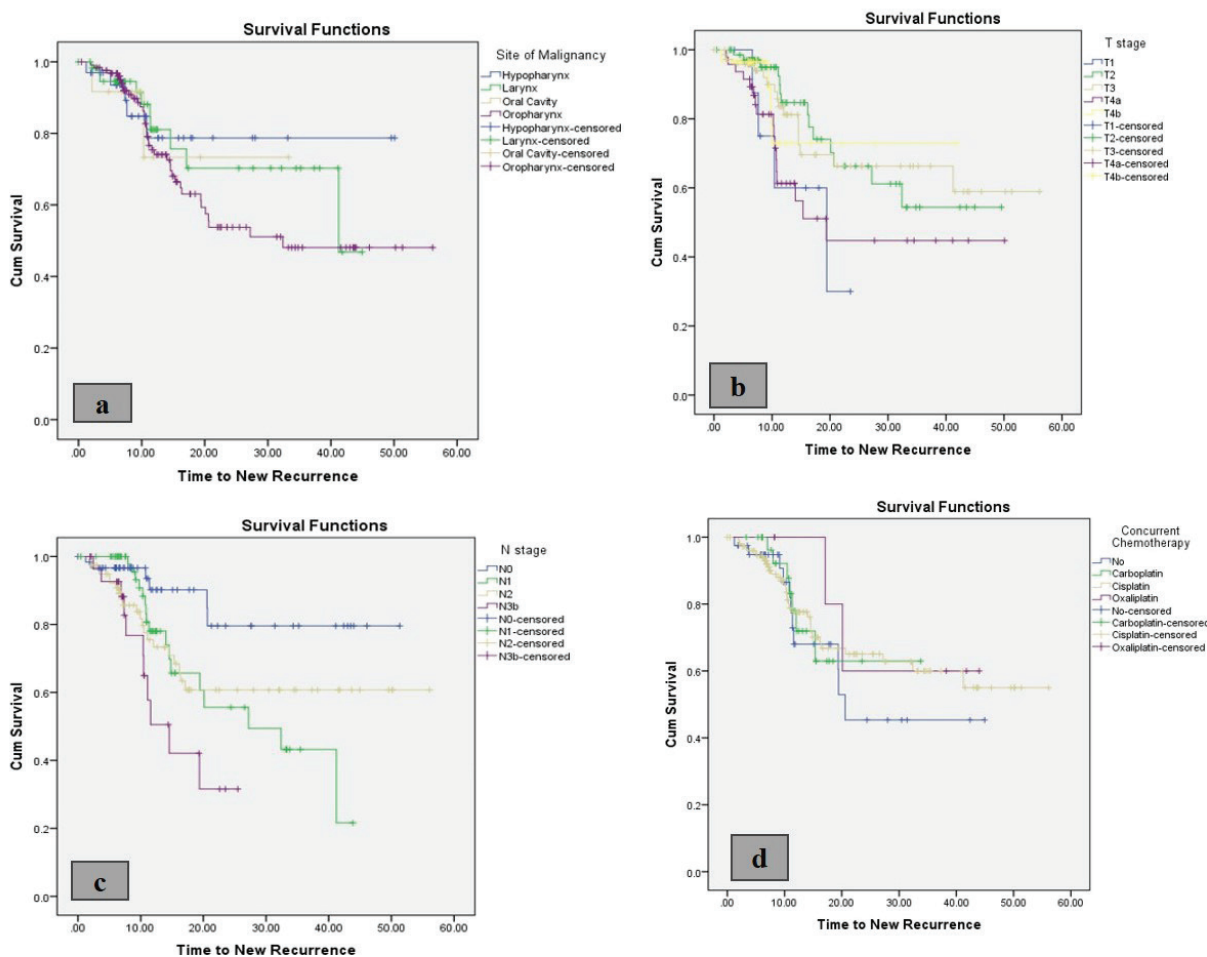 Survival Functions
Site of Malignancy
Hypopharynx
Larynx
Oral Cavity
Oropharynx
Hypopharynx-censored
Larynx-censored
Oral Cavity-censored
Oropharynx-censored
Cum Survival
1.0
0.8
0.6
0.4
0.2
0.0
a
.00 10.00 20.00 30.00 40.00 50.00 60.00
Time to New Recurrence
Survival Functions
T stage
T1
T2
T3
T4a
T4b
T1-censored
T2-censored
T3-censored
T4a-censored
T4b-censored
Cum Survival
1.0
0.8
0.6
0.4
0.2
0.0
b
.00 10.00 20.00 30.00 40.00 50.00 60.00
Time to New Recurrence
Survival Functions
N stage
N0
N1
N2
N3b
N0-censored
N1-censored
N2-censored
N3b-censored
Cum Survival
1.0
0.8
0.6
0.4
0.2
0.0
c
.00 10.00 20.00 30.00 40.00 50.00 60.00
Time to New Recurrence
Survival Functions
Concurrent
Chemotherapy
No
Carboplatin
Cisplatin
Oxaliplatin
No-censored
Carboplatin-censored
Cisplatin-censored
Oxaliplatin-censored
Cum Survival
1.0
0.8
0.6
0.4
0.2
0.0
d
.00 10.00 20.00 30.00 40.00 50.00 60.00
Time to New Recurrence